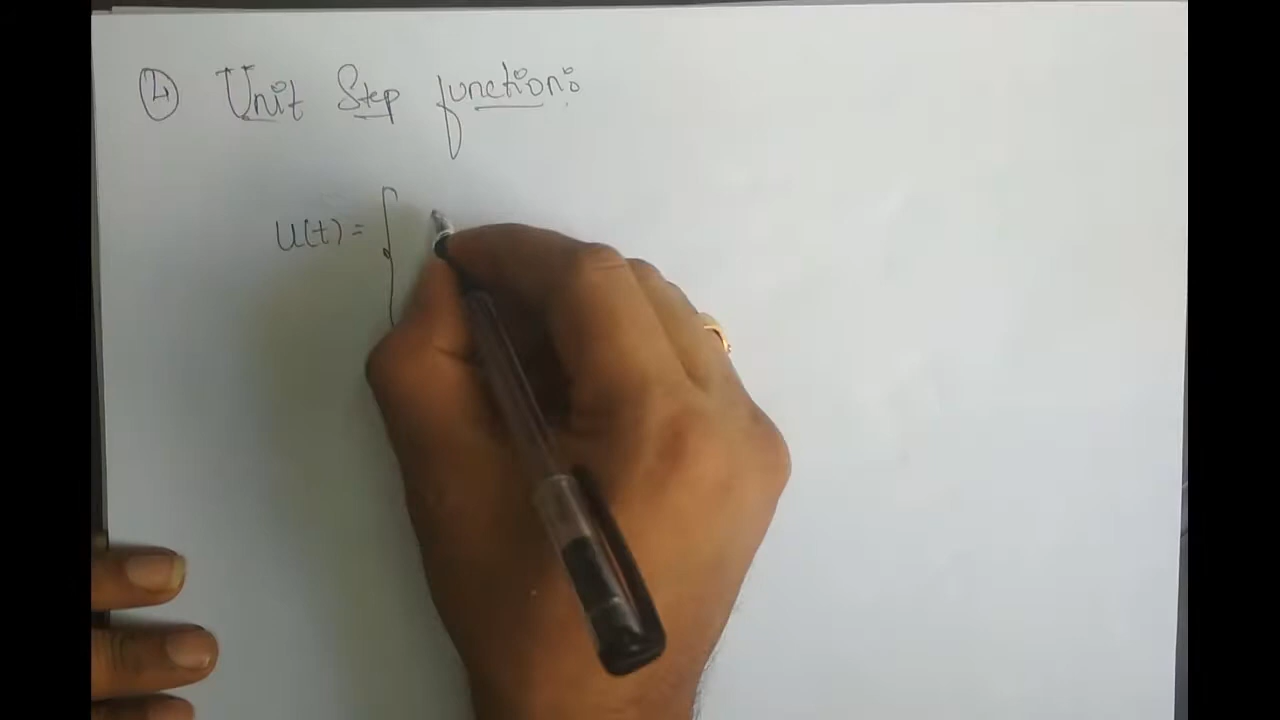 ④ Unit Step function:
U(t) = {